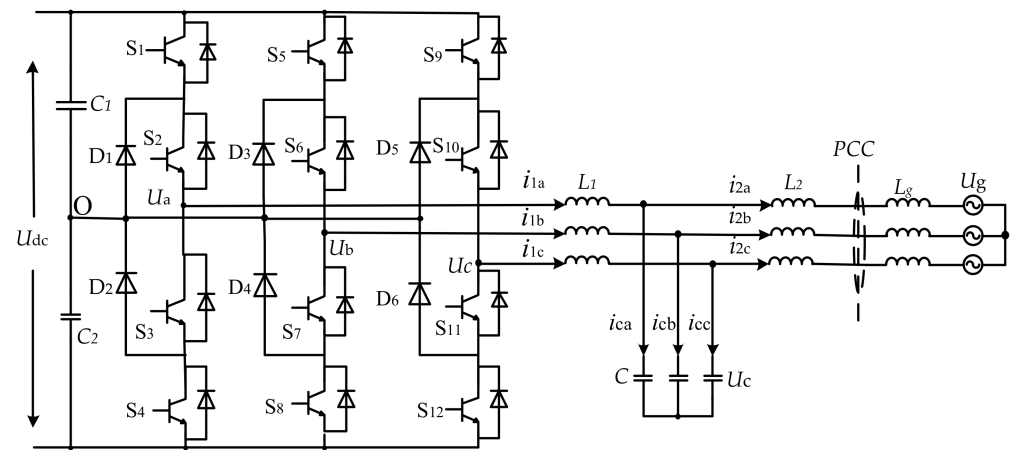 S1
S5
S9
C1
S2
S6
S10
D1
D3
D5
PCC
Ua
i1a
L1
i2a
L2
Lg
Ug
O
i1b
i2b
Udc
Ub
i1c
i2c
Uc
D2
D4
D6
S3
S7
S11
ica
icb
icc
C2
C
Uc
S4
S8
S12